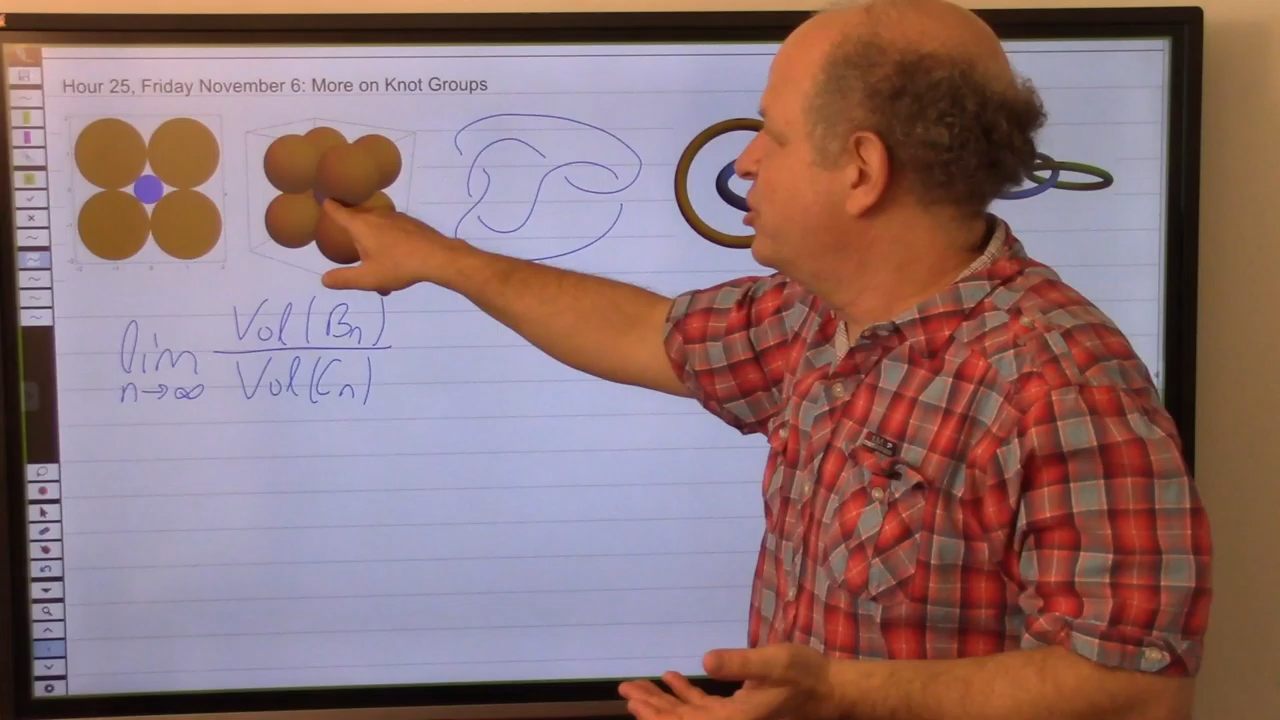 Hour 25, Friday November 6: More on Knot Groups
lim n→∞ Vol(Bn) / Vol(Cn)